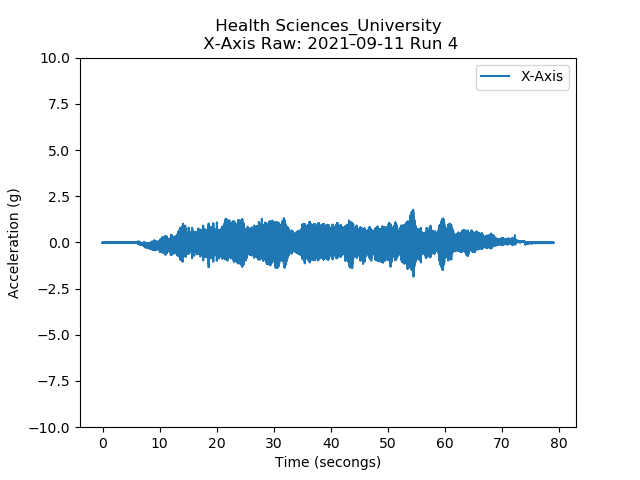 Health Sciences_University
X-Axis Raw: 2021-09-11 Run 4
10.0
7.5
5.0
2.5
0.0
−2.5
−5.0
−7.5
−10.0
Acceleration (g)
X-Axis
0 10 20 30 40 50 60 70 80
Time (seconds)